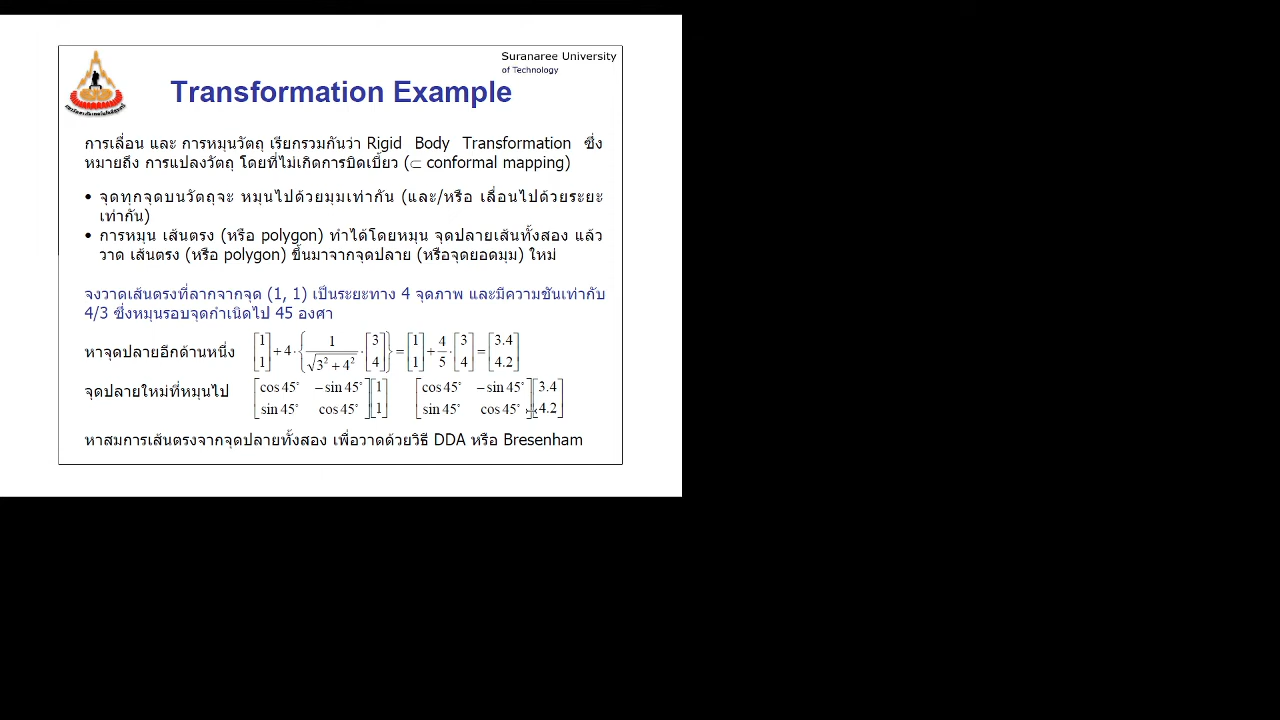 Suranaree University
of Technology
Transformation Example
การเลื่อน และ การหมุนวัตถุ เรียกรวมกันว่า Rigid Body Transformation ซึ่ง
หมายถึง การแปลงวัตถุ โดยที่ไม่เกิดการบิดเบี้ยว (⊂ conformal mapping)
• จุดทุกจุดบนวัตถุจะ หมุนไปด้วยมุมเท่ากัน (และ/หรือ เลื่อนไปด้วยระยะ
เท่ากัน)
• การหมุน เส้นตรง (หรือ polygon) ทำได้โดยหมุน จุดปลายเส้นทั้งสอง แล้ว
วาด เส้นตรง (หรือ polygon) ขึ้นมาจากจุดปลาย (หรือจุดยอดมุม) ใหม่
จงวาดเส้นตรงที่ลากจากจุด (1, 1) เป็นระยะทาง 4 จุดภาพ และมีความชันเท่ากับ
4/3 ซึ่งหมุนรอบจุดกำเนิดไป 45 องศา
หาจุดปลายอีกด้านหนึ่ง [1 1] + 4 · { 1/√(3² + 4²) · [3 4] } = [1 1] + 4/5 · [3 4] = [3.4 4.2]
จุดปลายใหม่ที่หมุนไป [cos 45° −sin 45° sin 45° cos 45°] [1 1] [cos 45° −sin 45° sin 45° cos 45°] [3.4 4.2]
หาสมการเส้นตรงจากจุดปลายทั้งสอง เพื่อวาดด้วยวิธี DDA หรือ Bresenham